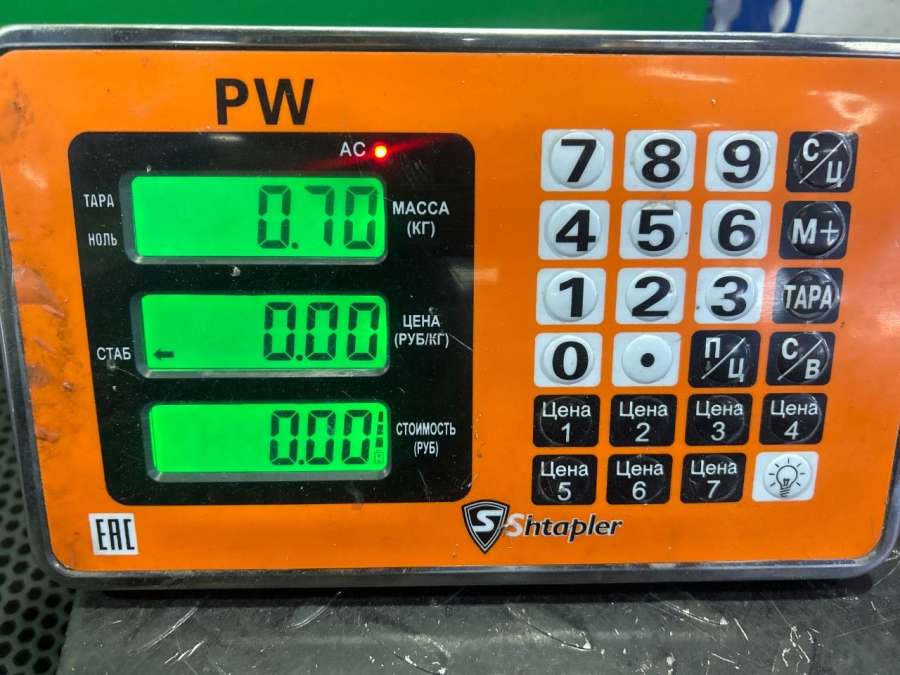 PW
AC
ТАРА
НОЛЬ
0.70
МАССА
(КГ)
СТАБ
0.00
ЦЕНА
(РУБ/КГ)
0.00
СТОИМОСТЬ
(РУБ)
EAC
Shtapler
7 8 9 С/Ц
4 5 6 М+
1 2 3 ТАРА
0 . П/Ц С/В
Цена 1
Цена 2
Цена 3
Цена 4
Цена 5
Цена 6
Цена 7